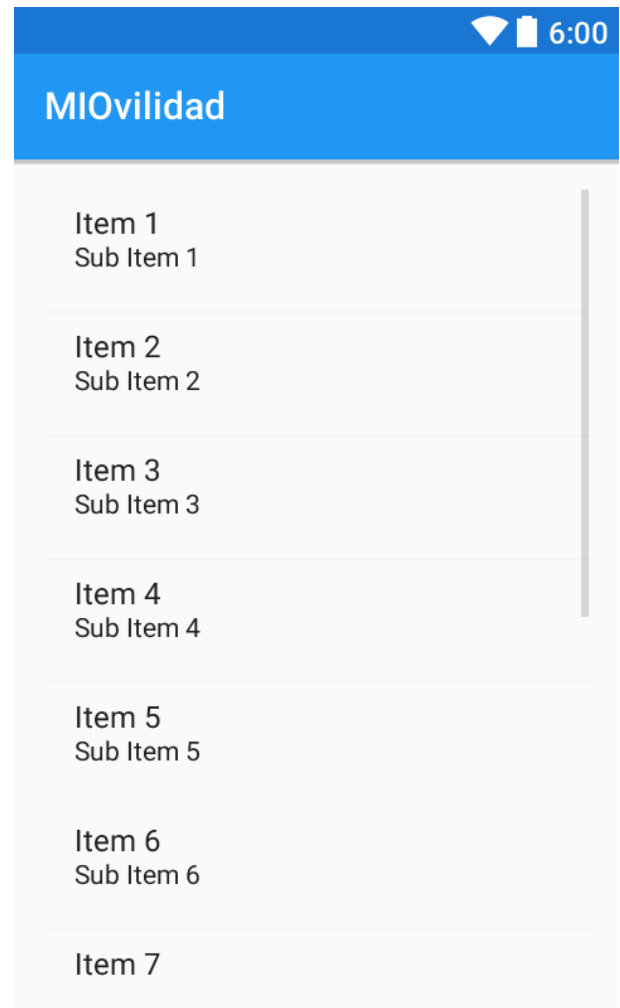 6:00
MIOvilidad
Item 1
Sub Item 1
Item 2
Sub Item 2
Item 3
Sub Item 3
Item 4
Sub Item 4
Item 5
Sub Item 5
Item 6
Sub Item 6
Item 7